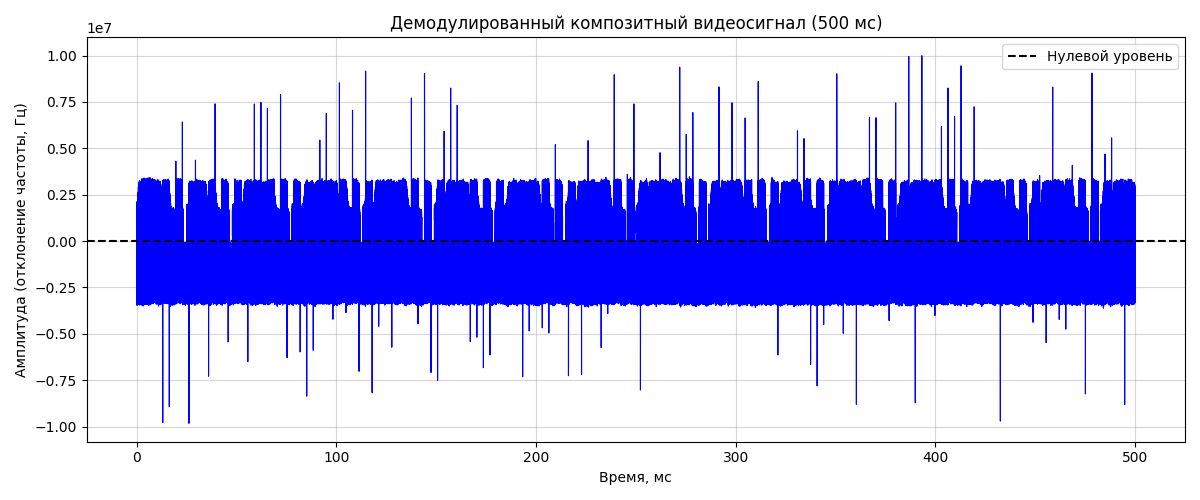 Демодулированный композитный видеосигнал (500 мс)
1e7
Нулевой уровень
1.00
0.75
0.50
0.25
0.00
−0.25
−0.50
−0.75
−1.00
Амплитуда (отклонение частоты, Гц)
0 100 200 300 400 500
Время, мс